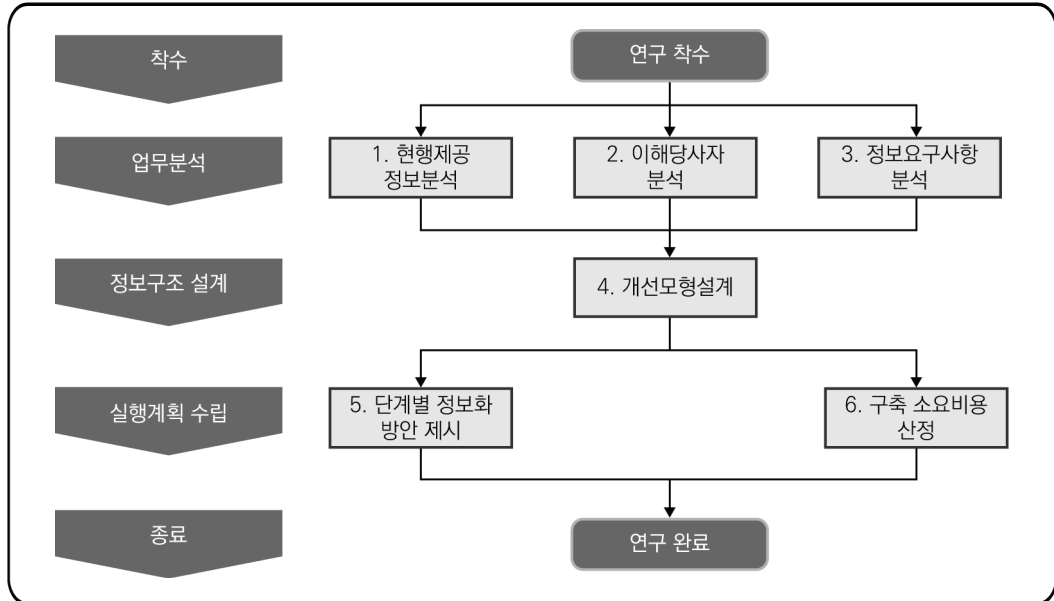 착수
연구 착수
업무분석
1. 현행제공
정보분석
2. 이해당사자
분석
3. 정보요구사항
분석
정보구조 설계
4. 개선모형설계
실행계획 수립
5. 단계별 정보화
방안 제시
6. 구축 소요비용
산정
종료
연구 완료